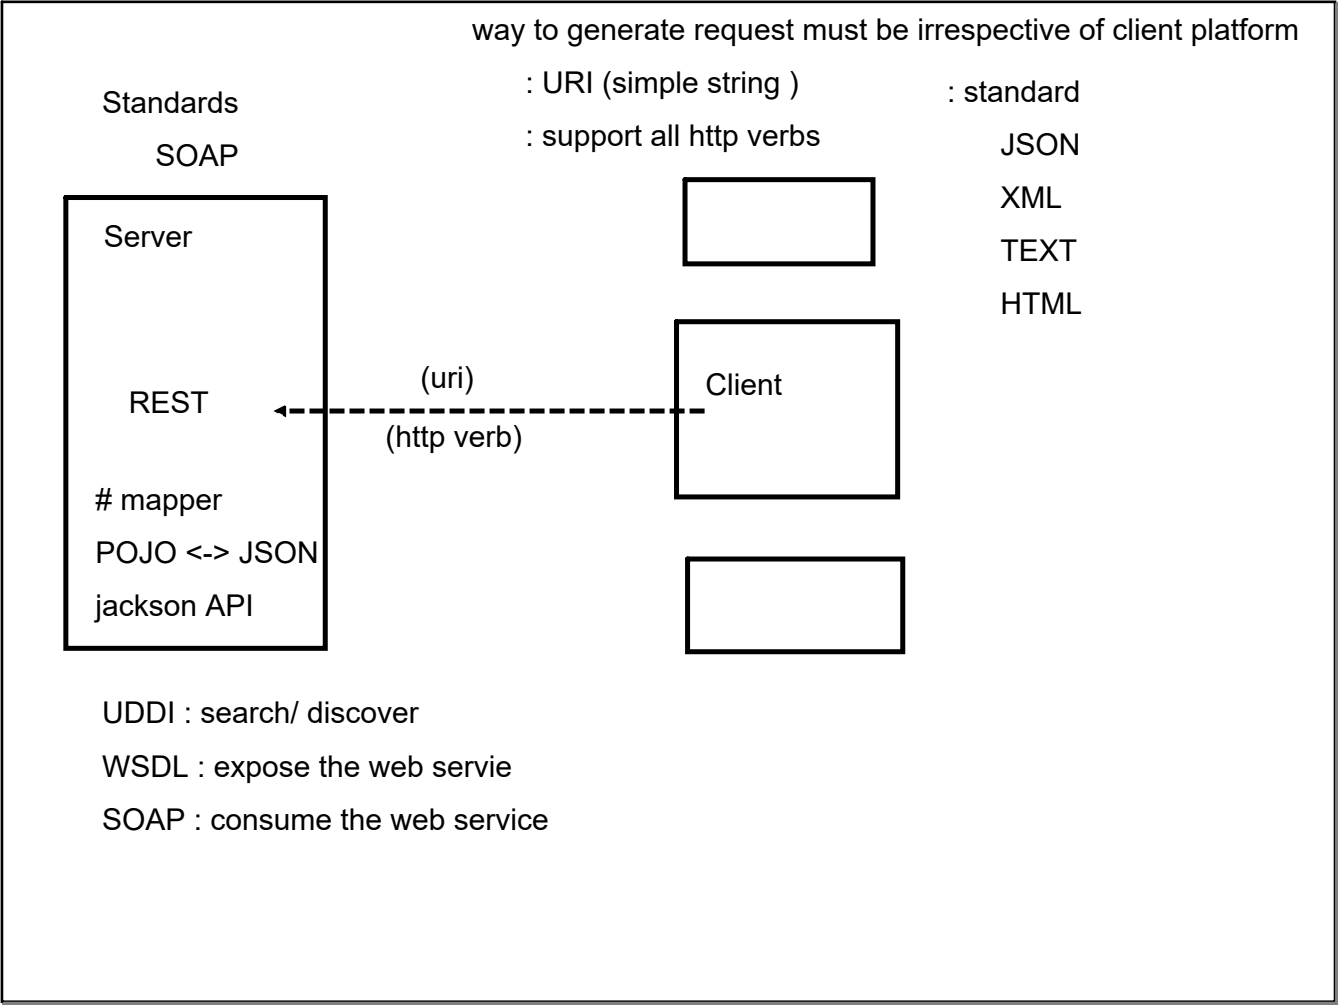 way to generate request must be irrespective of client platform
: URI (simple string )
: support all http verbs
: standard
JSON
XML
TEXT
HTML
Standards
SOAP
Server
REST
# mapper
POJO <-> JSON
jackson API
(uri)
(http verb)
Client
UDDI : search/ discover
WSDL : expose the web servie
SOAP : consume the web service